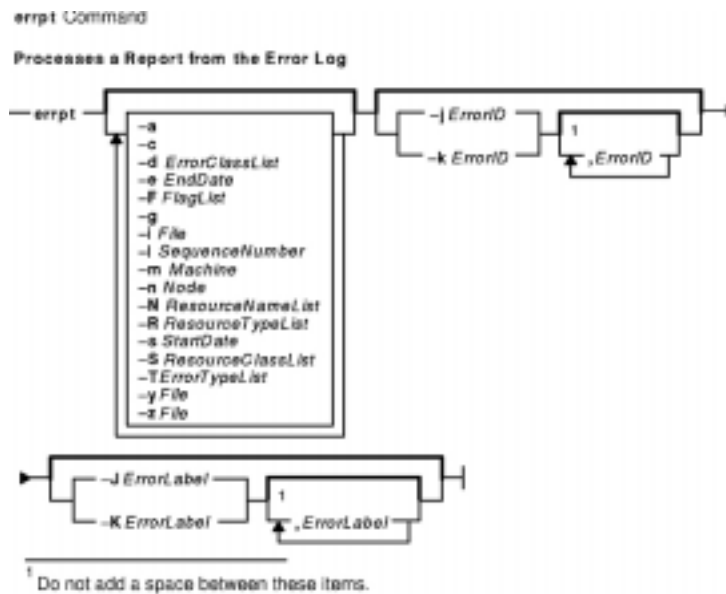 errpt Command
Processes a Report from the Error Log
errpt
-a
-c
-d ErrorClassList
-e EndDate
-F FlagList
-g
-i File
-l SequenceNumber
-m Machine
-n Node
-N ResourceNameList
-R ResourceTypeList
-s StartDate
-S ResourceClassList
-T ErrorTypeList
-y File
-z File
-j ErrorID
-k ErrorID
1
,ErrorID
-J ErrorLabel
-K ErrorLabel
1
,ErrorLabel
1 Do not add a space between these items.